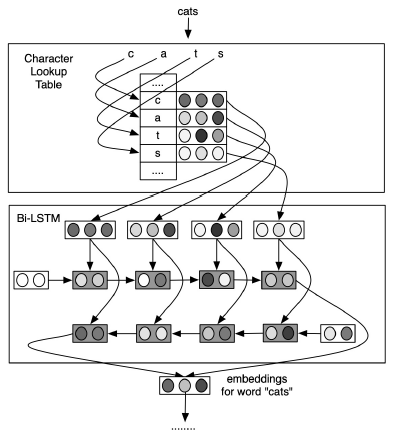 cats
Character
Lookup
Table
c a t s
....
c
a
t
s
....
Bi-LSTM
embeddings
for word "cats"
........